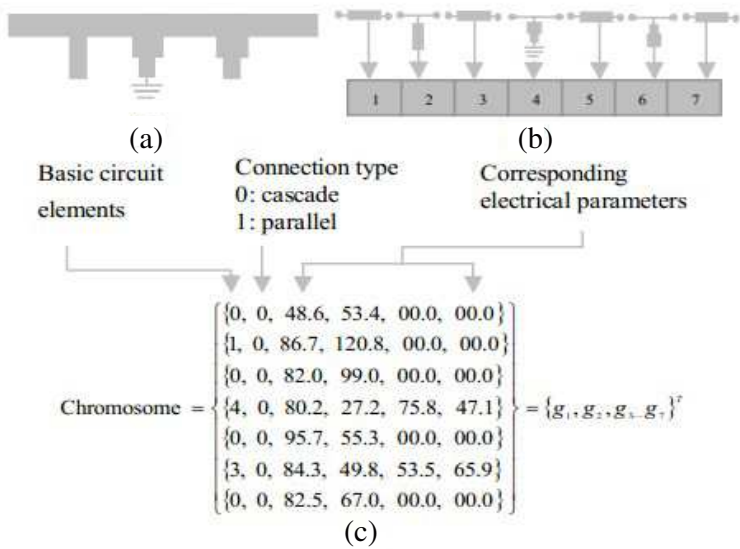 1 2 3 4 5 6 7
(a) (b)
Basic circuit elements
Connection type
0: cascade
1: parallel
Corresponding electrical parameters
{0, 0, 48.6, 53.4, 00.0, 00.0}
{1, 0, 86.7, 120.8, 00.0, 00.0}
{0, 0, 82.0, 99.0, 00.0, 00.0}
Chromosome = {4, 0, 80.2, 27.2, 75.8, 47.1} = {g₁, g₂, g₃...g₇}ᵀ
{0, 0, 95.7, 55.3, 00.0, 00.0}
{3, 0, 84.3, 49.8, 53.5, 65.9}
{0, 0, 82.5, 67.0, 00.0, 00.0}
(c)